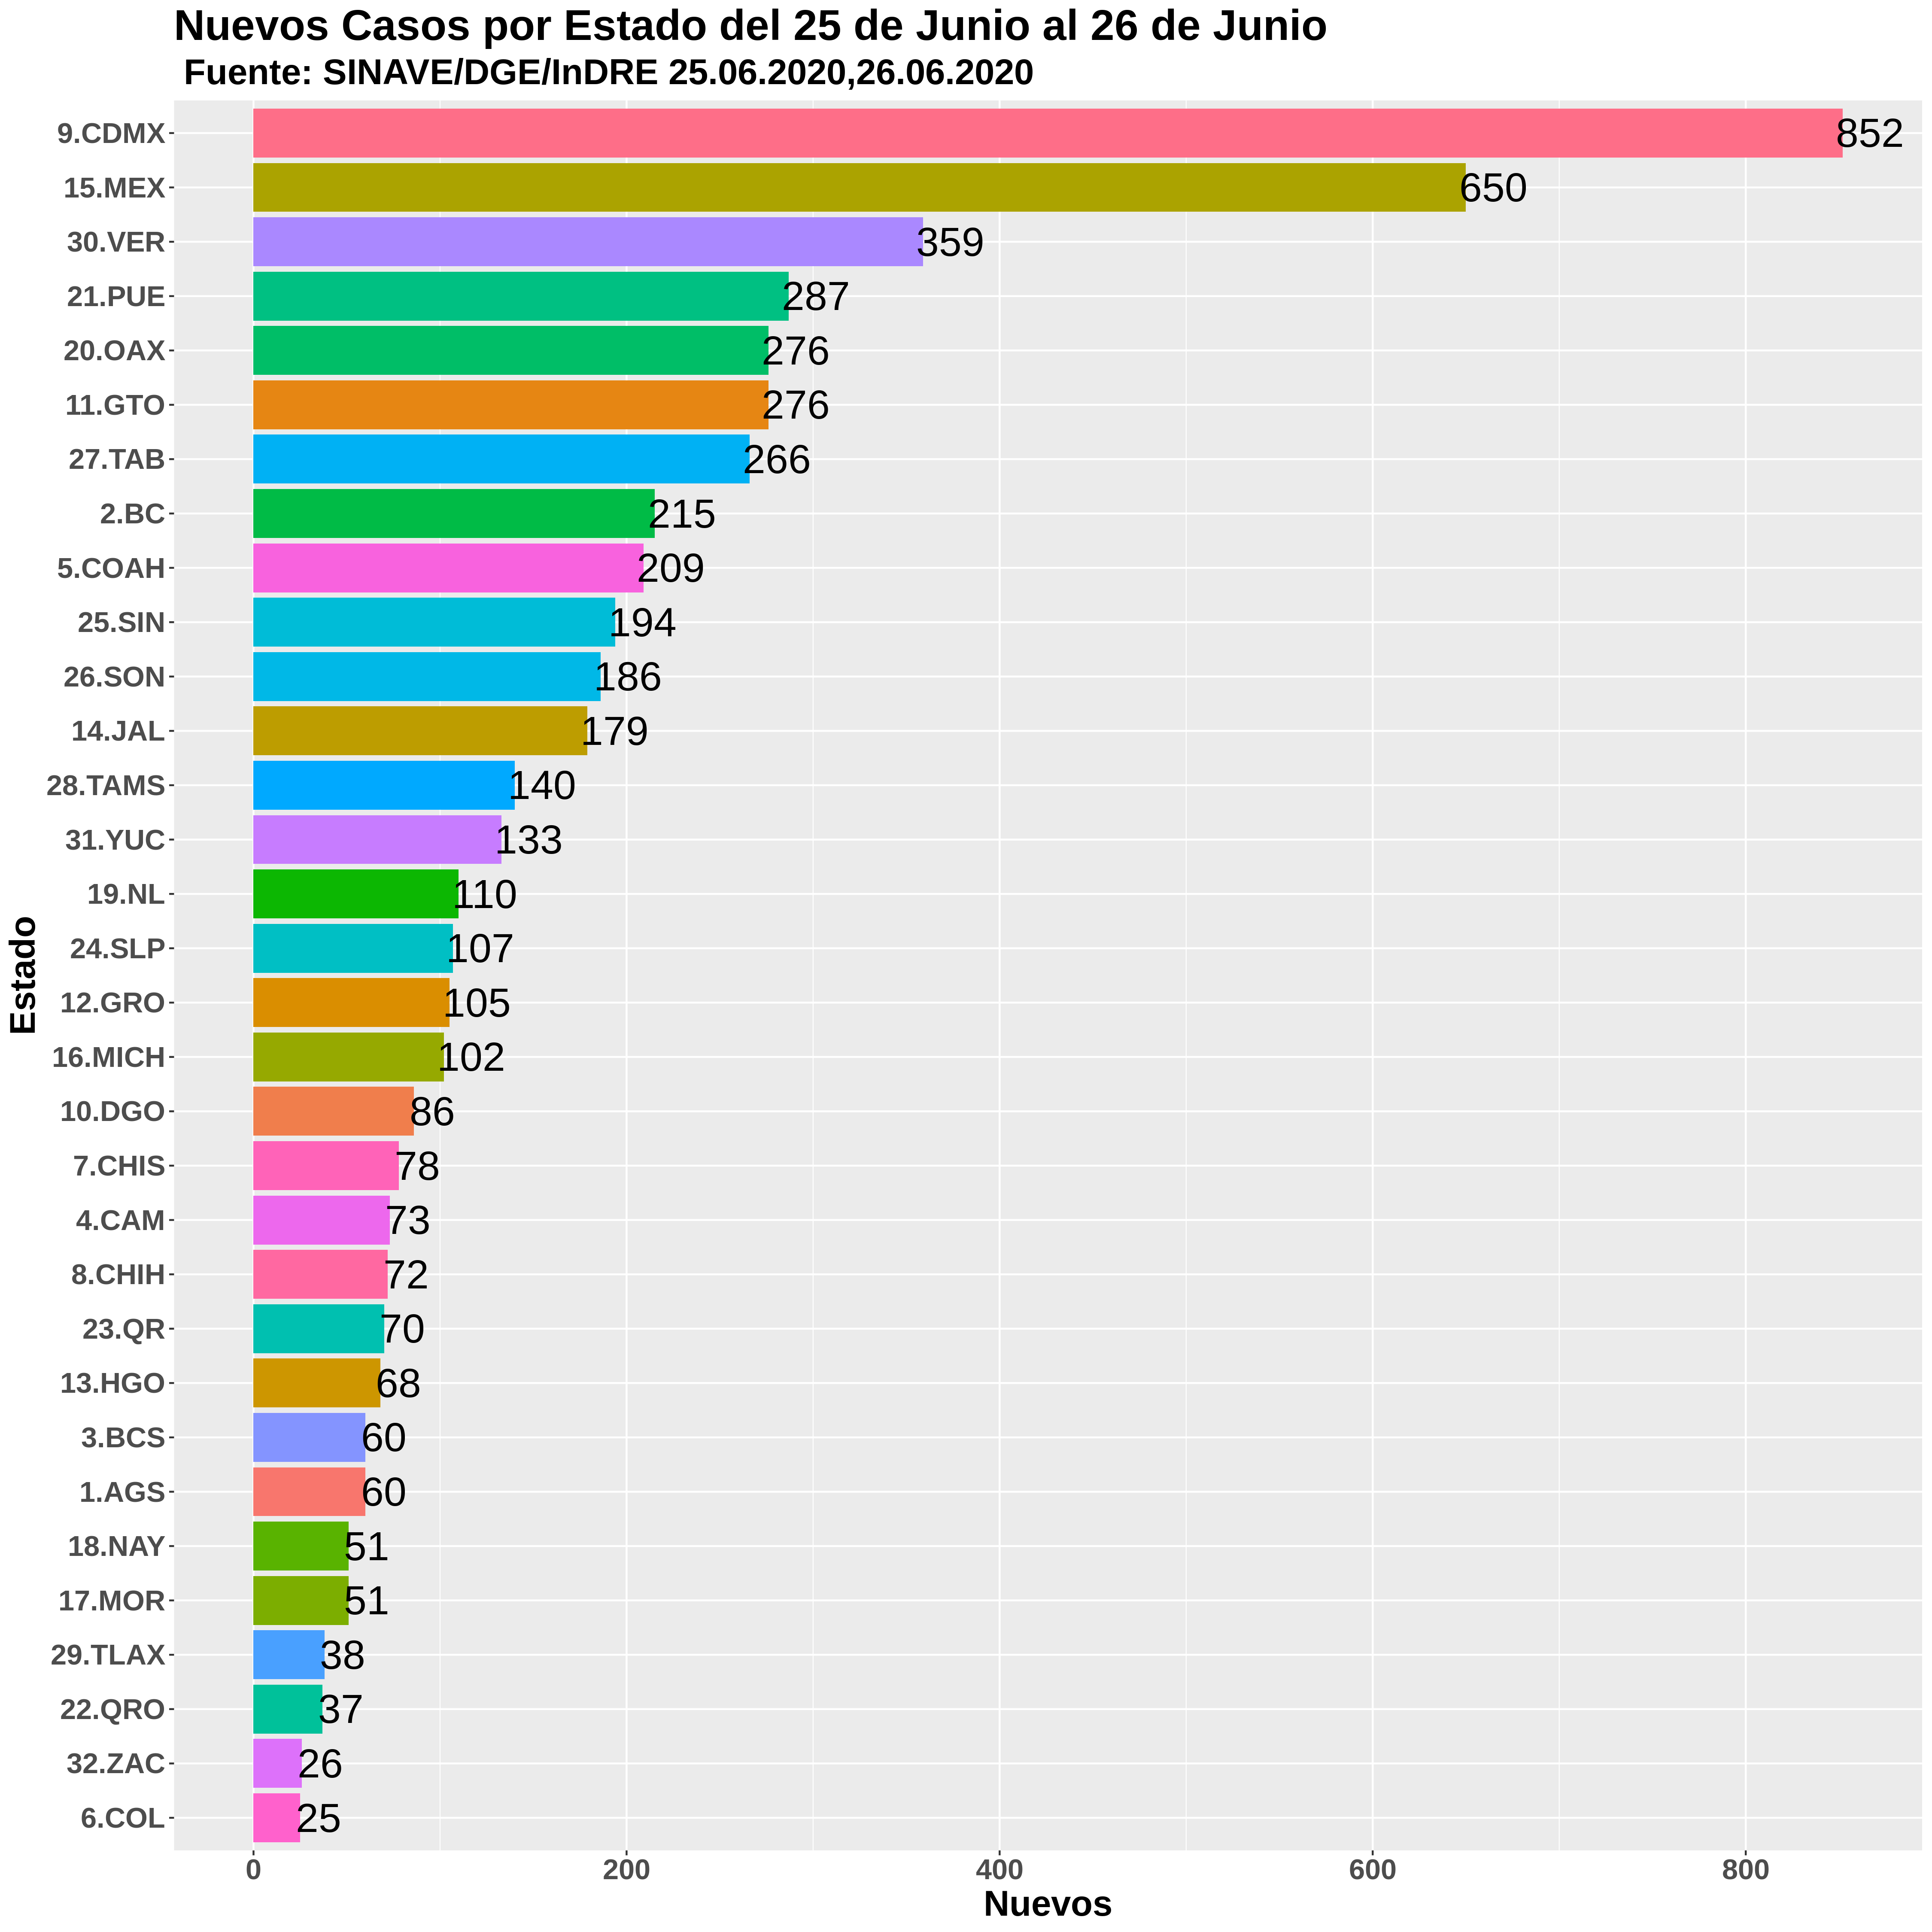 Nuevos Casos por Estado del 25 de Junio al 26 de Junio
Fuente: SINAVE/DGE/InDRE 25.06.2020,26.06.2020
9.CDMX 852
15.MEX 650
30.VER 359
21.PUE 287
20.OAX 276
11.GTO 276
27.TAB 266
2.BC 215
5.COAH 209
25.SIN 194
26.SON 186
14.JAL 179
28.TAMS 140
31.YUC 133
19.NL 110
24.SLP 107
12.GRO 105
16.MICH 102
10.DGO 86
7.CHIS 78
4.CAM 73
8.CHIH 72
23.QR 70
13.HGO 68
3.BCS 60
1.AGS 60
18.NAY 51
17.MOR 51
29.TLAX 38
22.QRO 37
32.ZAC 26
6.COL 25
Estado
0 200 400 600 800
Nuevos